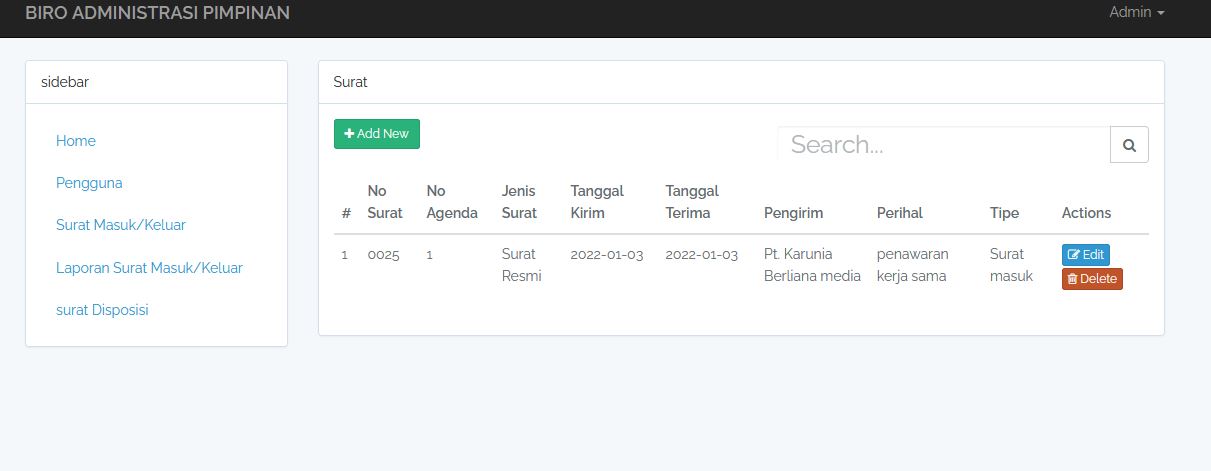 BIRO ADMINISTRASI PIMPINAN
Admin
sidebar
Home
Pengguna
Surat Masuk/Keluar
Laporan Surat Masuk/Keluar
surat Disposisi
Surat
Add New
Search...
# No Surat No Agenda Jenis Surat Tanggal Kirim Tanggal Terima Pengirim Perihal Tipe Actions
1 0025 1 Surat Resmi 2022-01-03 2022-01-03 Pt. Karunia Berliana media penawaran kerja sama Surat masuk Edit
Delete